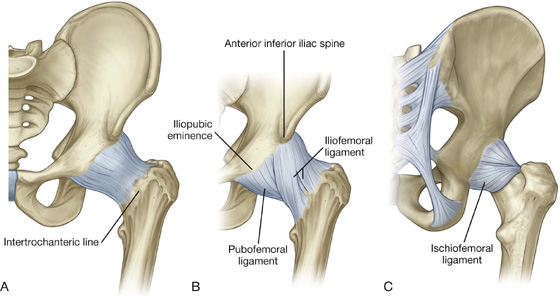 Anterior inferior iliac spine
Iliopubic
eminence
Iliofemoral
ligament
Intertrochanteric line
Pubofemoral
ligament
Ischiofemoral
ligament
A
B
C